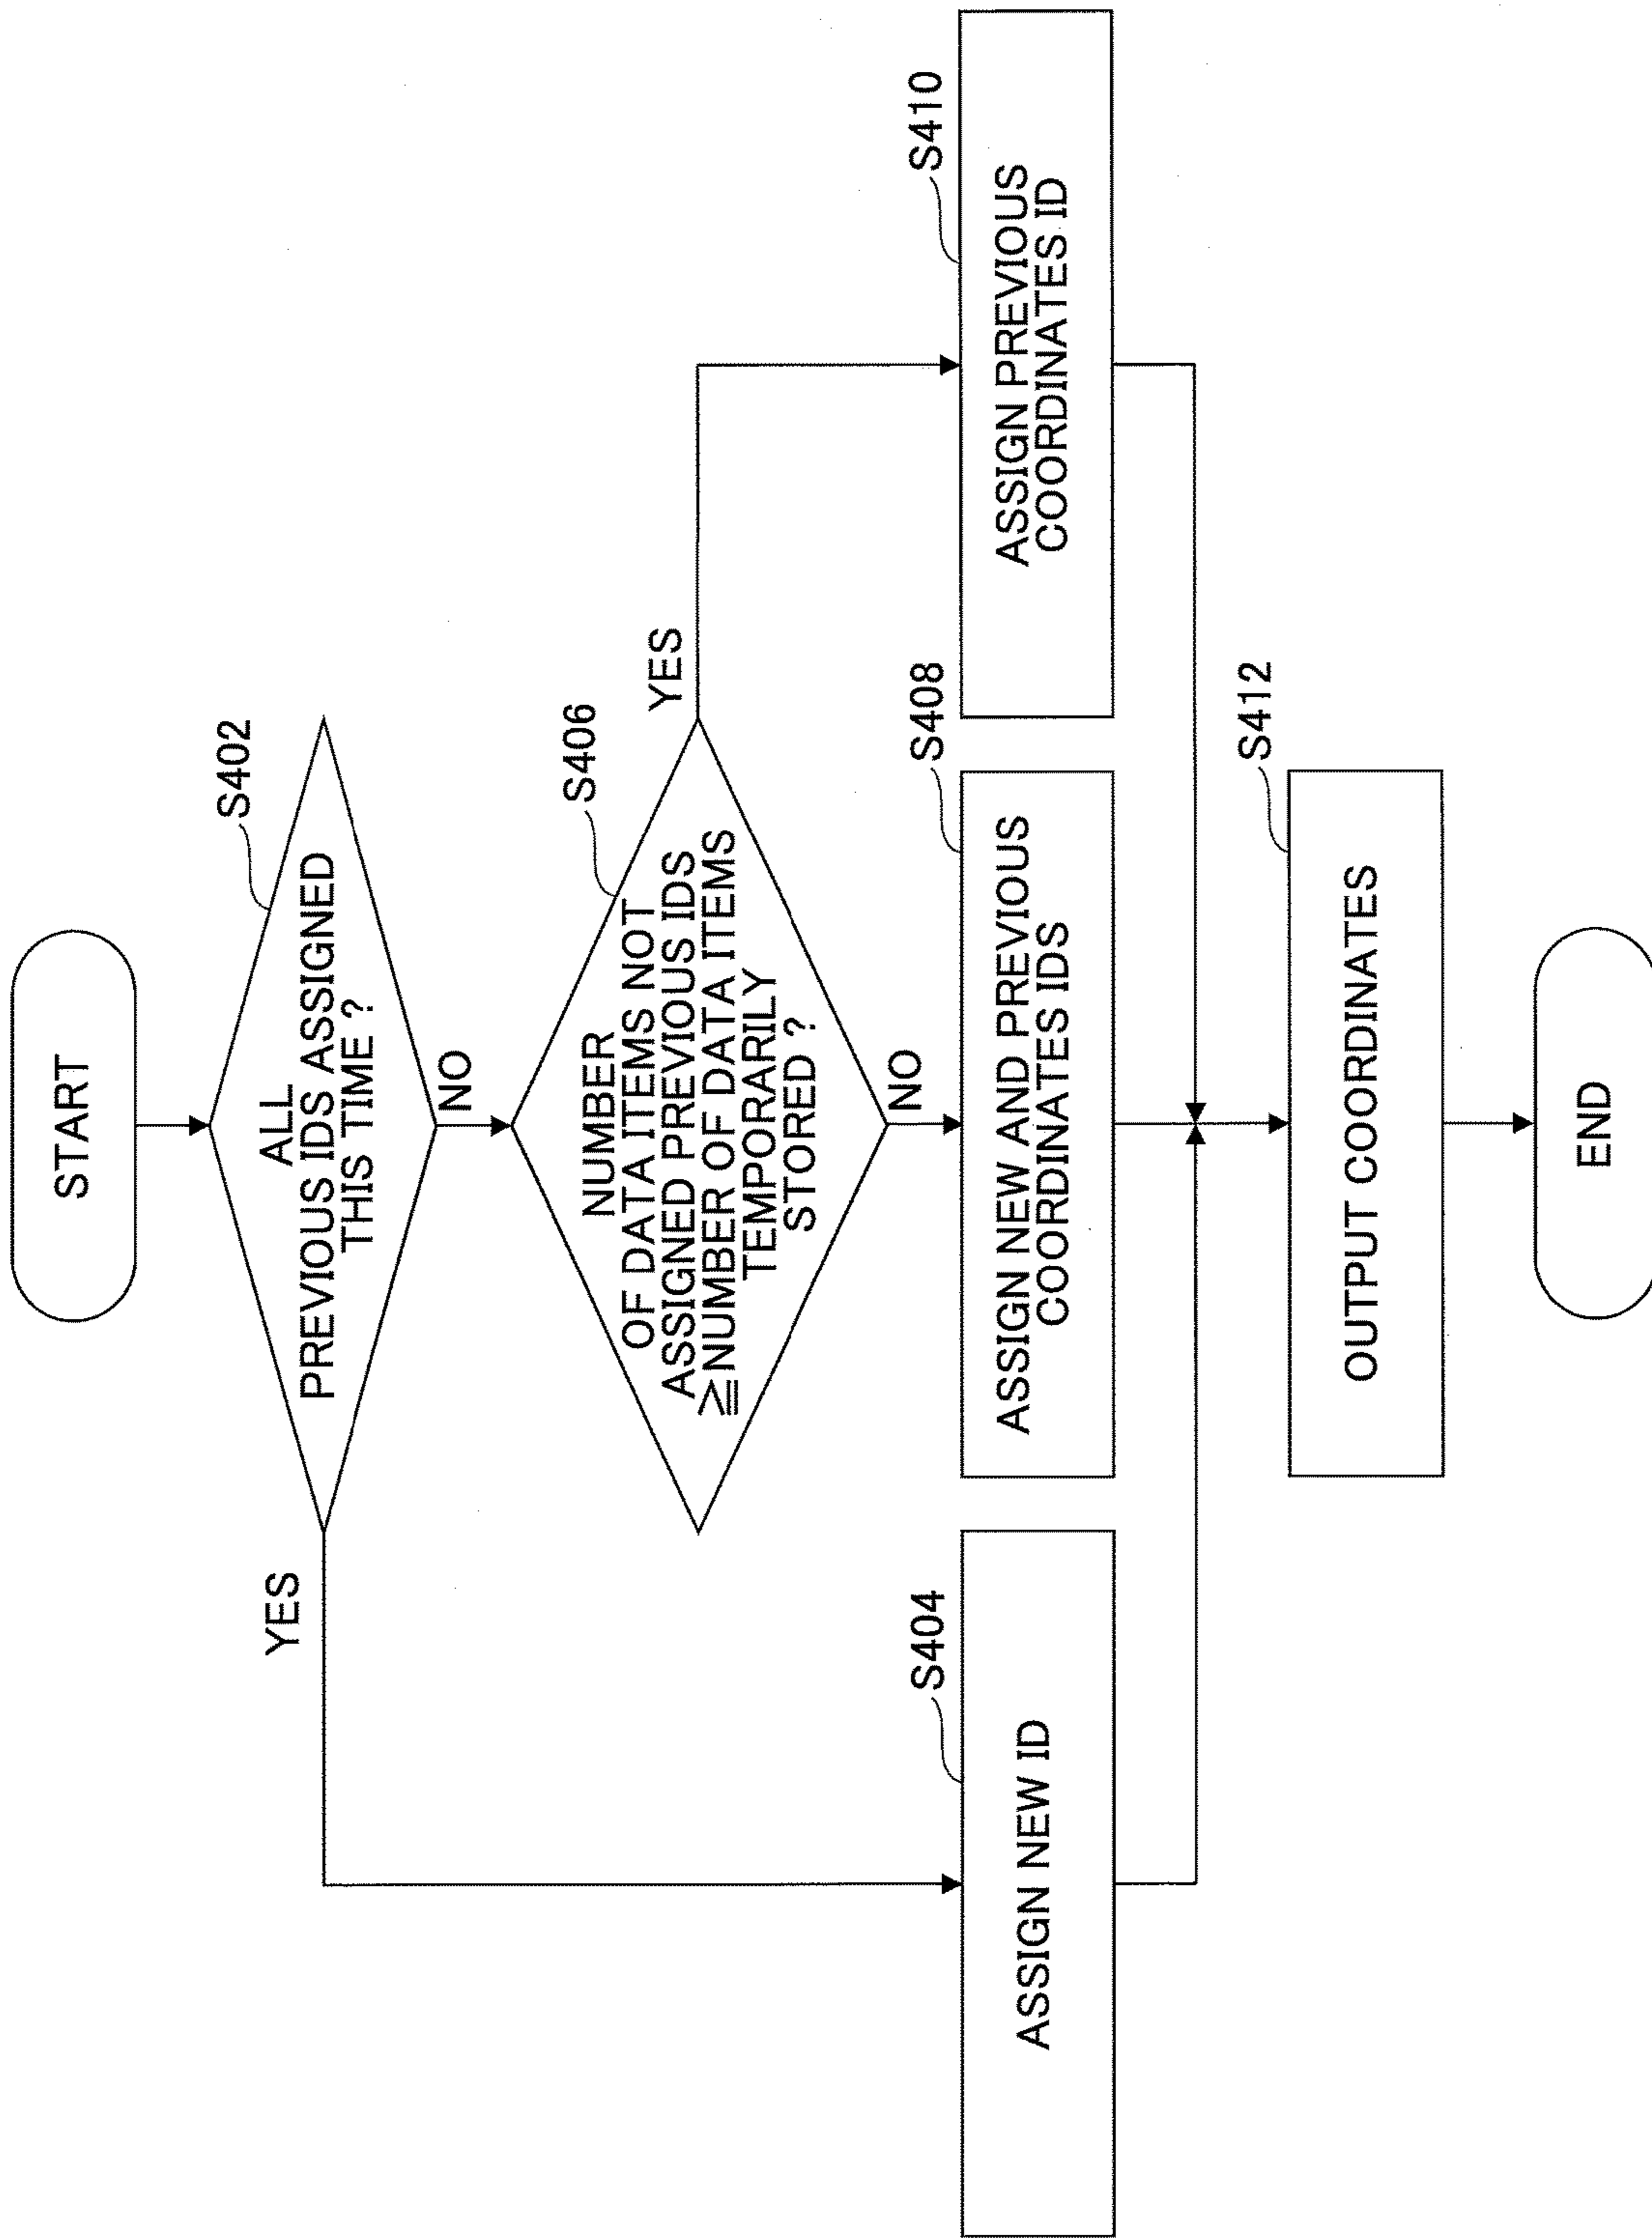 START
S402
ALL
PREVIOUS IDS ASSIGNED
THIS TIME ?
YES
NO
S406
NUMBER
OF DATA ITEMS NOT
ASSIGNED PREVIOUS IDS
≧NUMBER OF DATA ITEMS
TEMPORARILY
STORED ?
YES
NO
S404
ASSIGN NEW ID
S408
ASSIGN NEW AND PREVIOUS
COORDINATES IDS
S410
ASSIGN PREVIOUS
COORDINATES ID
S412
OUTPUT COORDINATES
END